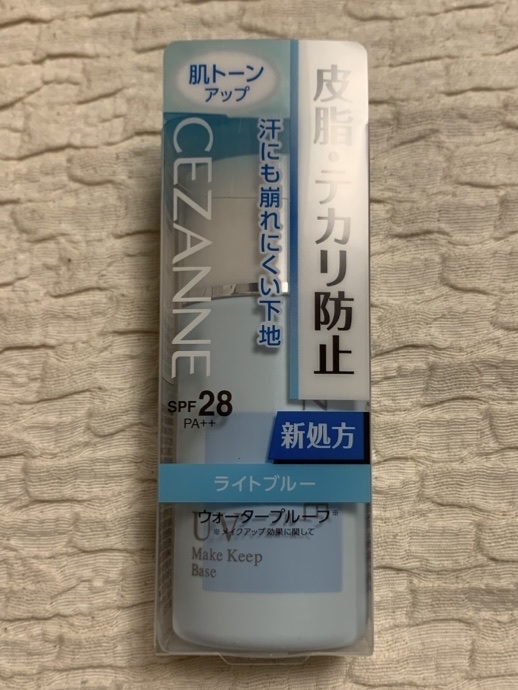 肌トーン
アップ
皮脂・テカリ防止
汗にも崩れにくい下地
CEZANNE
SPF28
PA++
新処方
ライトブルー
ウォータープルーフ※
※メイクアップ効果に関して
UV
Make Keep
Base